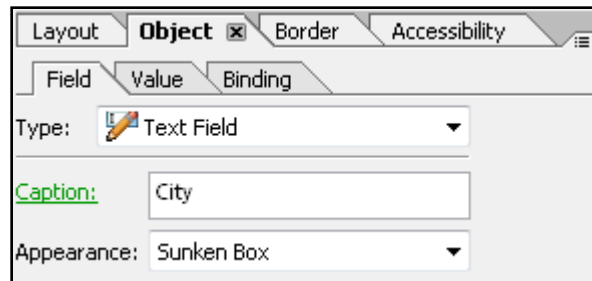 Layout Object Border Accessibility
Field Value Binding
Type: Text Field
Caption: City
Appearance: Sunken Box